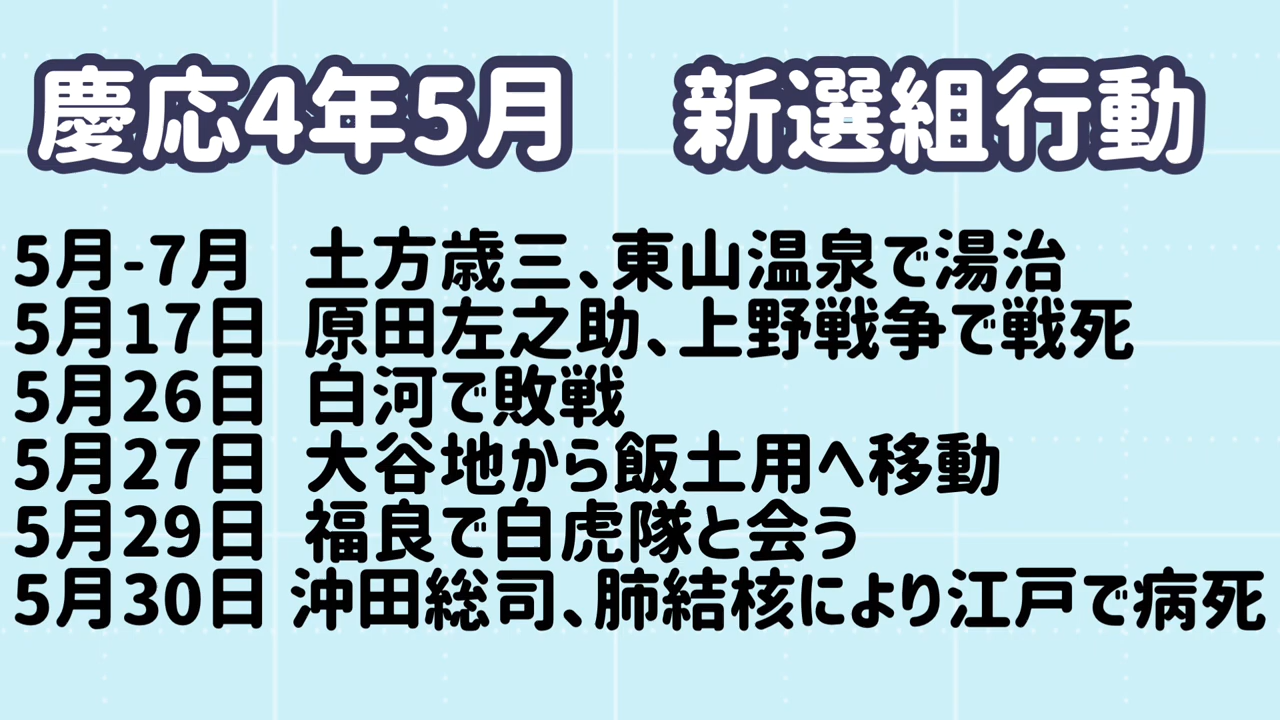 慶応4年5月　新選組行動
5月-7月　土方歳三、東山温泉で湯治
5月17日　原田左之助、上野戦争で戦死
5月26日　白河で敗戦
5月27日　大谷地から飯土用へ移動
5月29日　福良で白虎隊と会う
5月30日 沖田総司、肺結核により江戸で病死